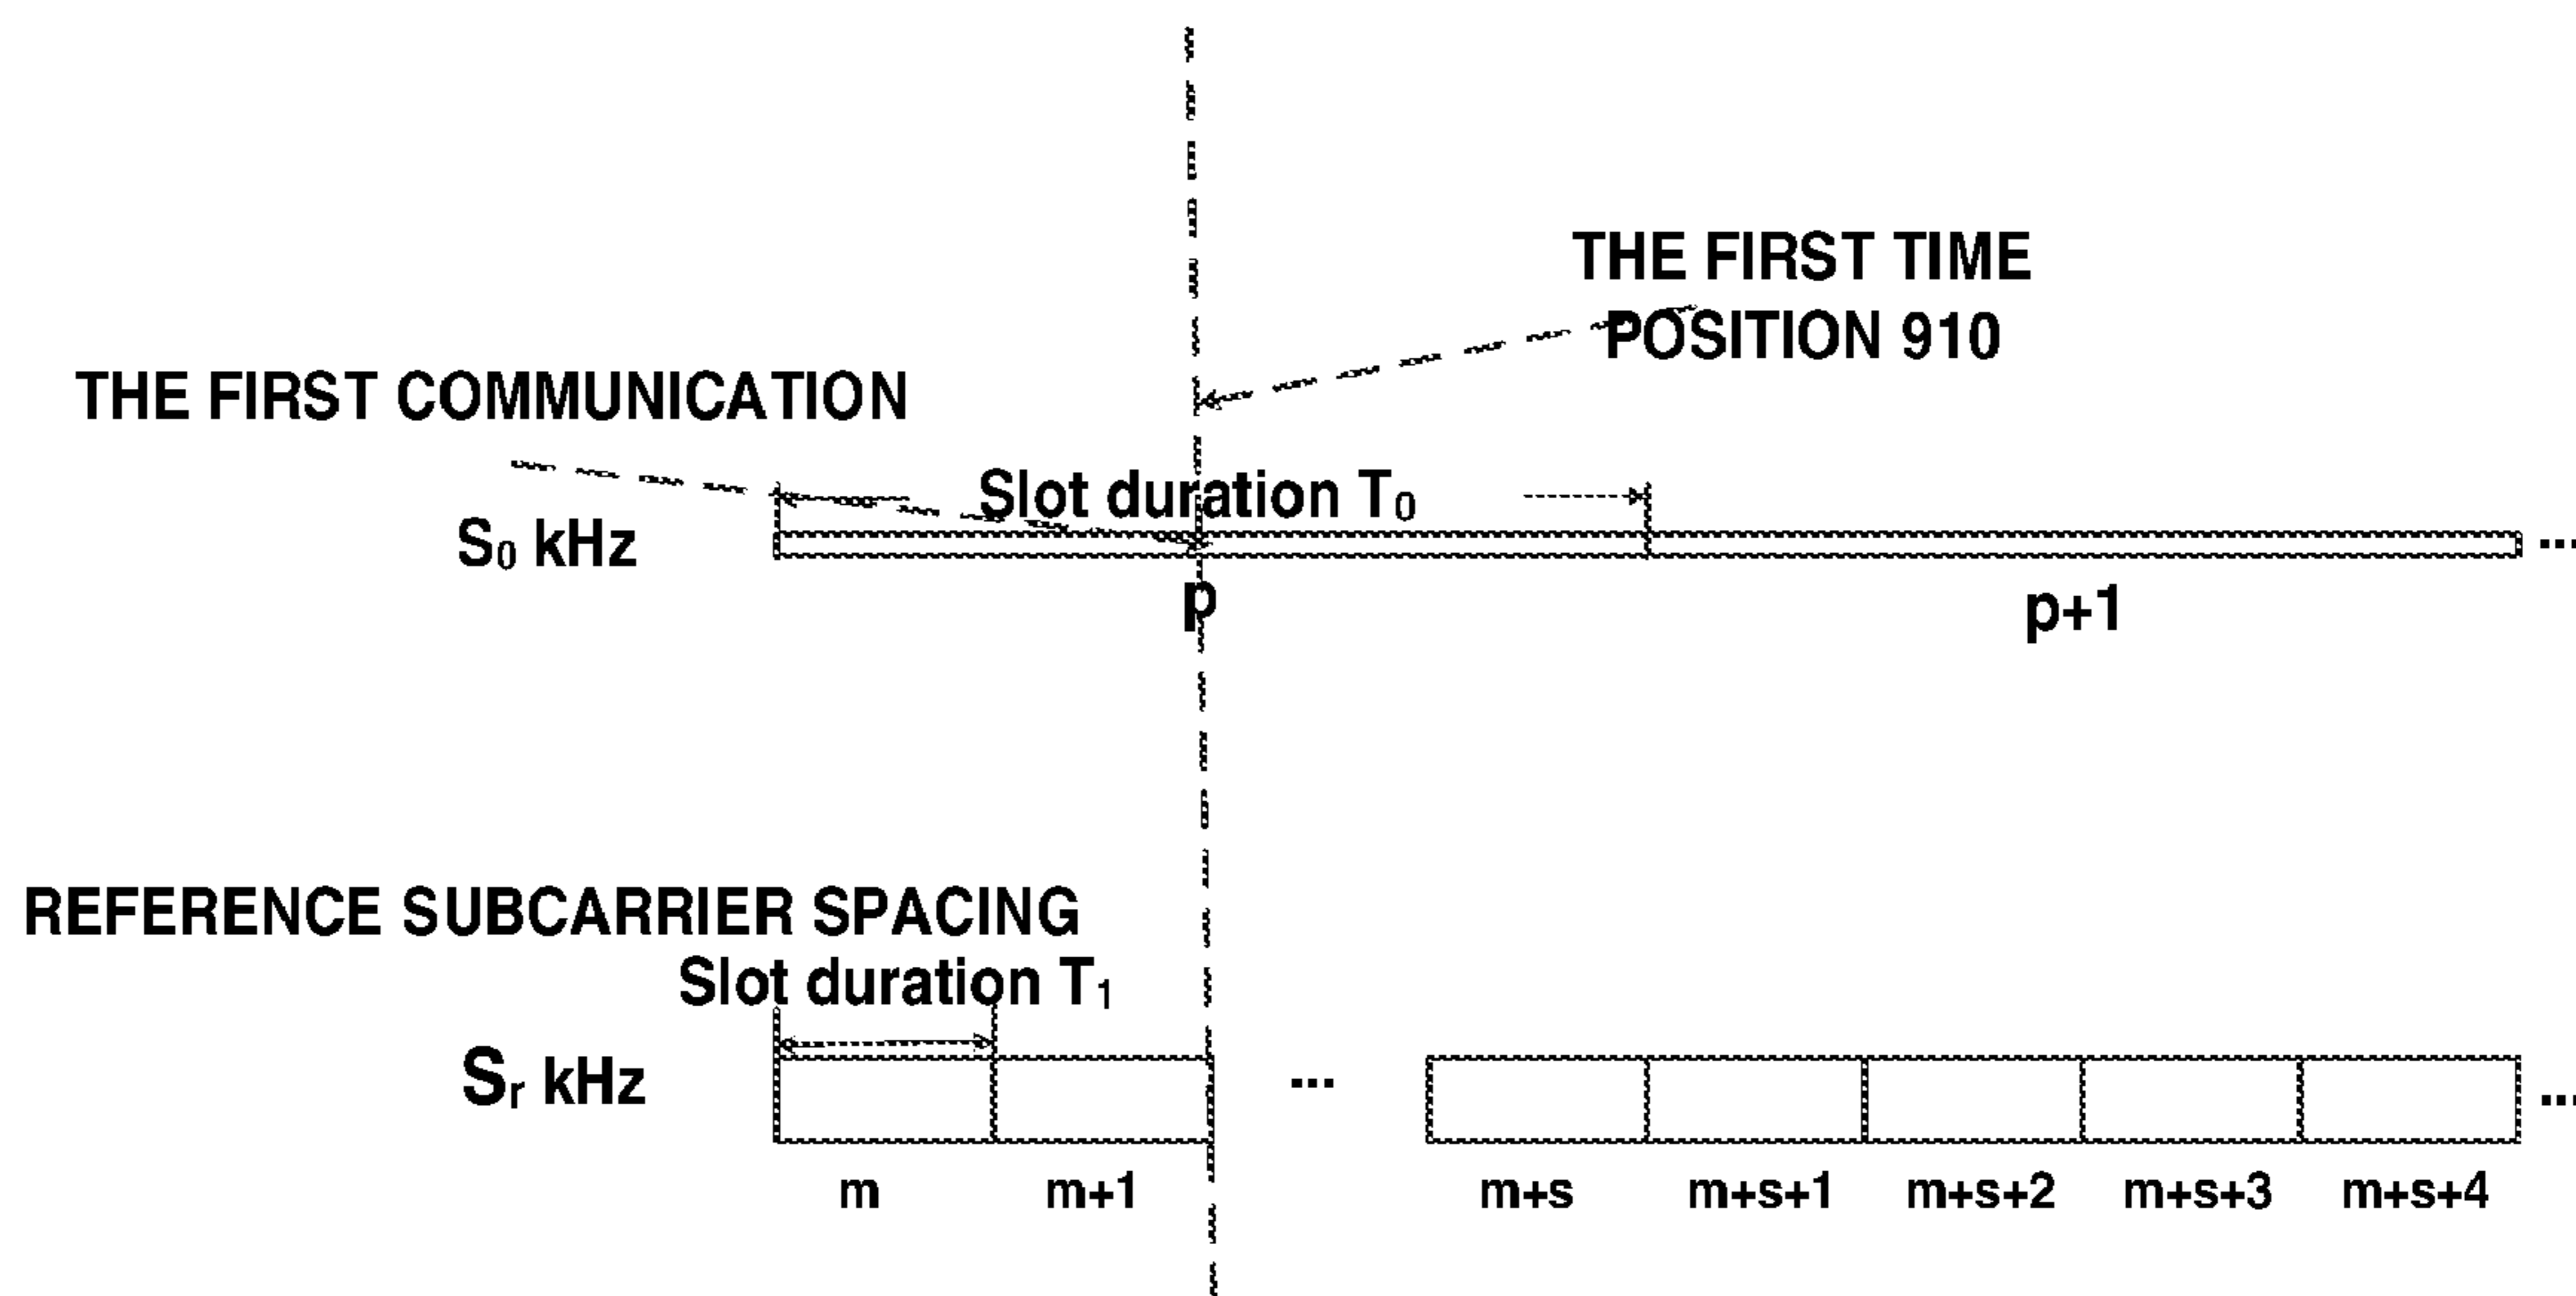 THE FIRST TIME
POSITION 910
THE FIRST COMMUNICATION
Slot duration T₀
S₀ kHz
...
p
p+1
REFERENCE SUBCARRIER SPACING
Slot duration T₁
Sᵣ kHz
...
...
m m+1 m+s m+s+1 m+s+2 m+s+3 m+s+4